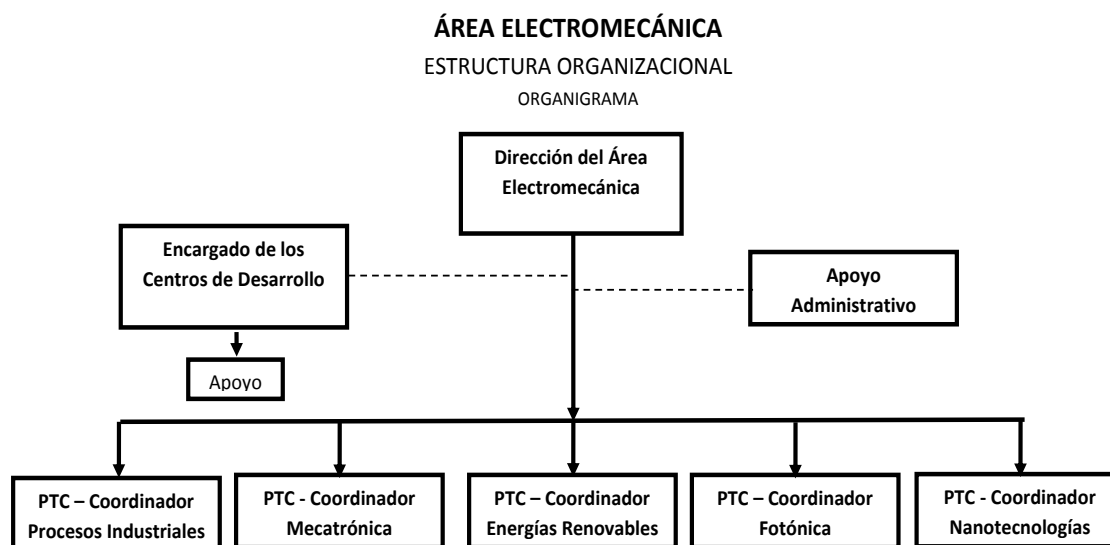 ÁREA ELECTROMECÁNICA
ESTRUCTURA ORGANIZACIONAL
ORGANIGRAMA
Dirección del Área
Electromecánica
Encargado de los
Centros de Desarrollo
Apoyo
Administrativo
Apoyo
PTC – Coordinador
Procesos Industriales
PTC - Coordinador
Mecatrónica
PTC – Coordinador
Energías Renovables
PTC – Coordinador
Fotónica
PTC - Coordinador
Nanotecnologías